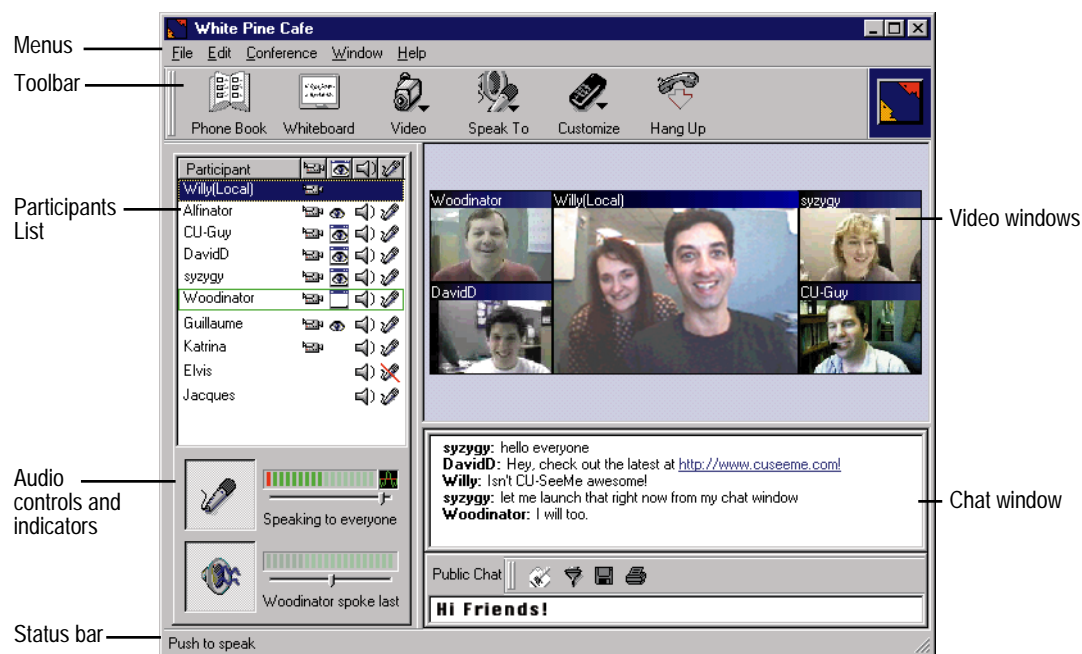 White Pine Cafe
Menus
File Edit Conference Window Help
Toolbar
Phone Book Whiteboard Video Speak To Customize Hang Up
Participants
List
Participant
Willy(Local)
Alfinator
CU-Guy
DavidD
syzygy
Woodinator
Guillaume
Katrina
Elvis
Jacques
Woodinator
Willy(Local)
syzygy
DavidD
CU-Guy
Video windows
Audio
controls and
indicators
Speaking to everyone
Woodinator spoke last
syzygy: hello everyone
DavidD: Hey, check out the latest at http://www.cuseeme.com!
Willy: Isn't CU-SeeMe awesome!
syzygy: let me launch that right now from my chat window
Woodinator: I will too.
Chat window
Public Chat
Hi Friends!
Status bar
Push to speak